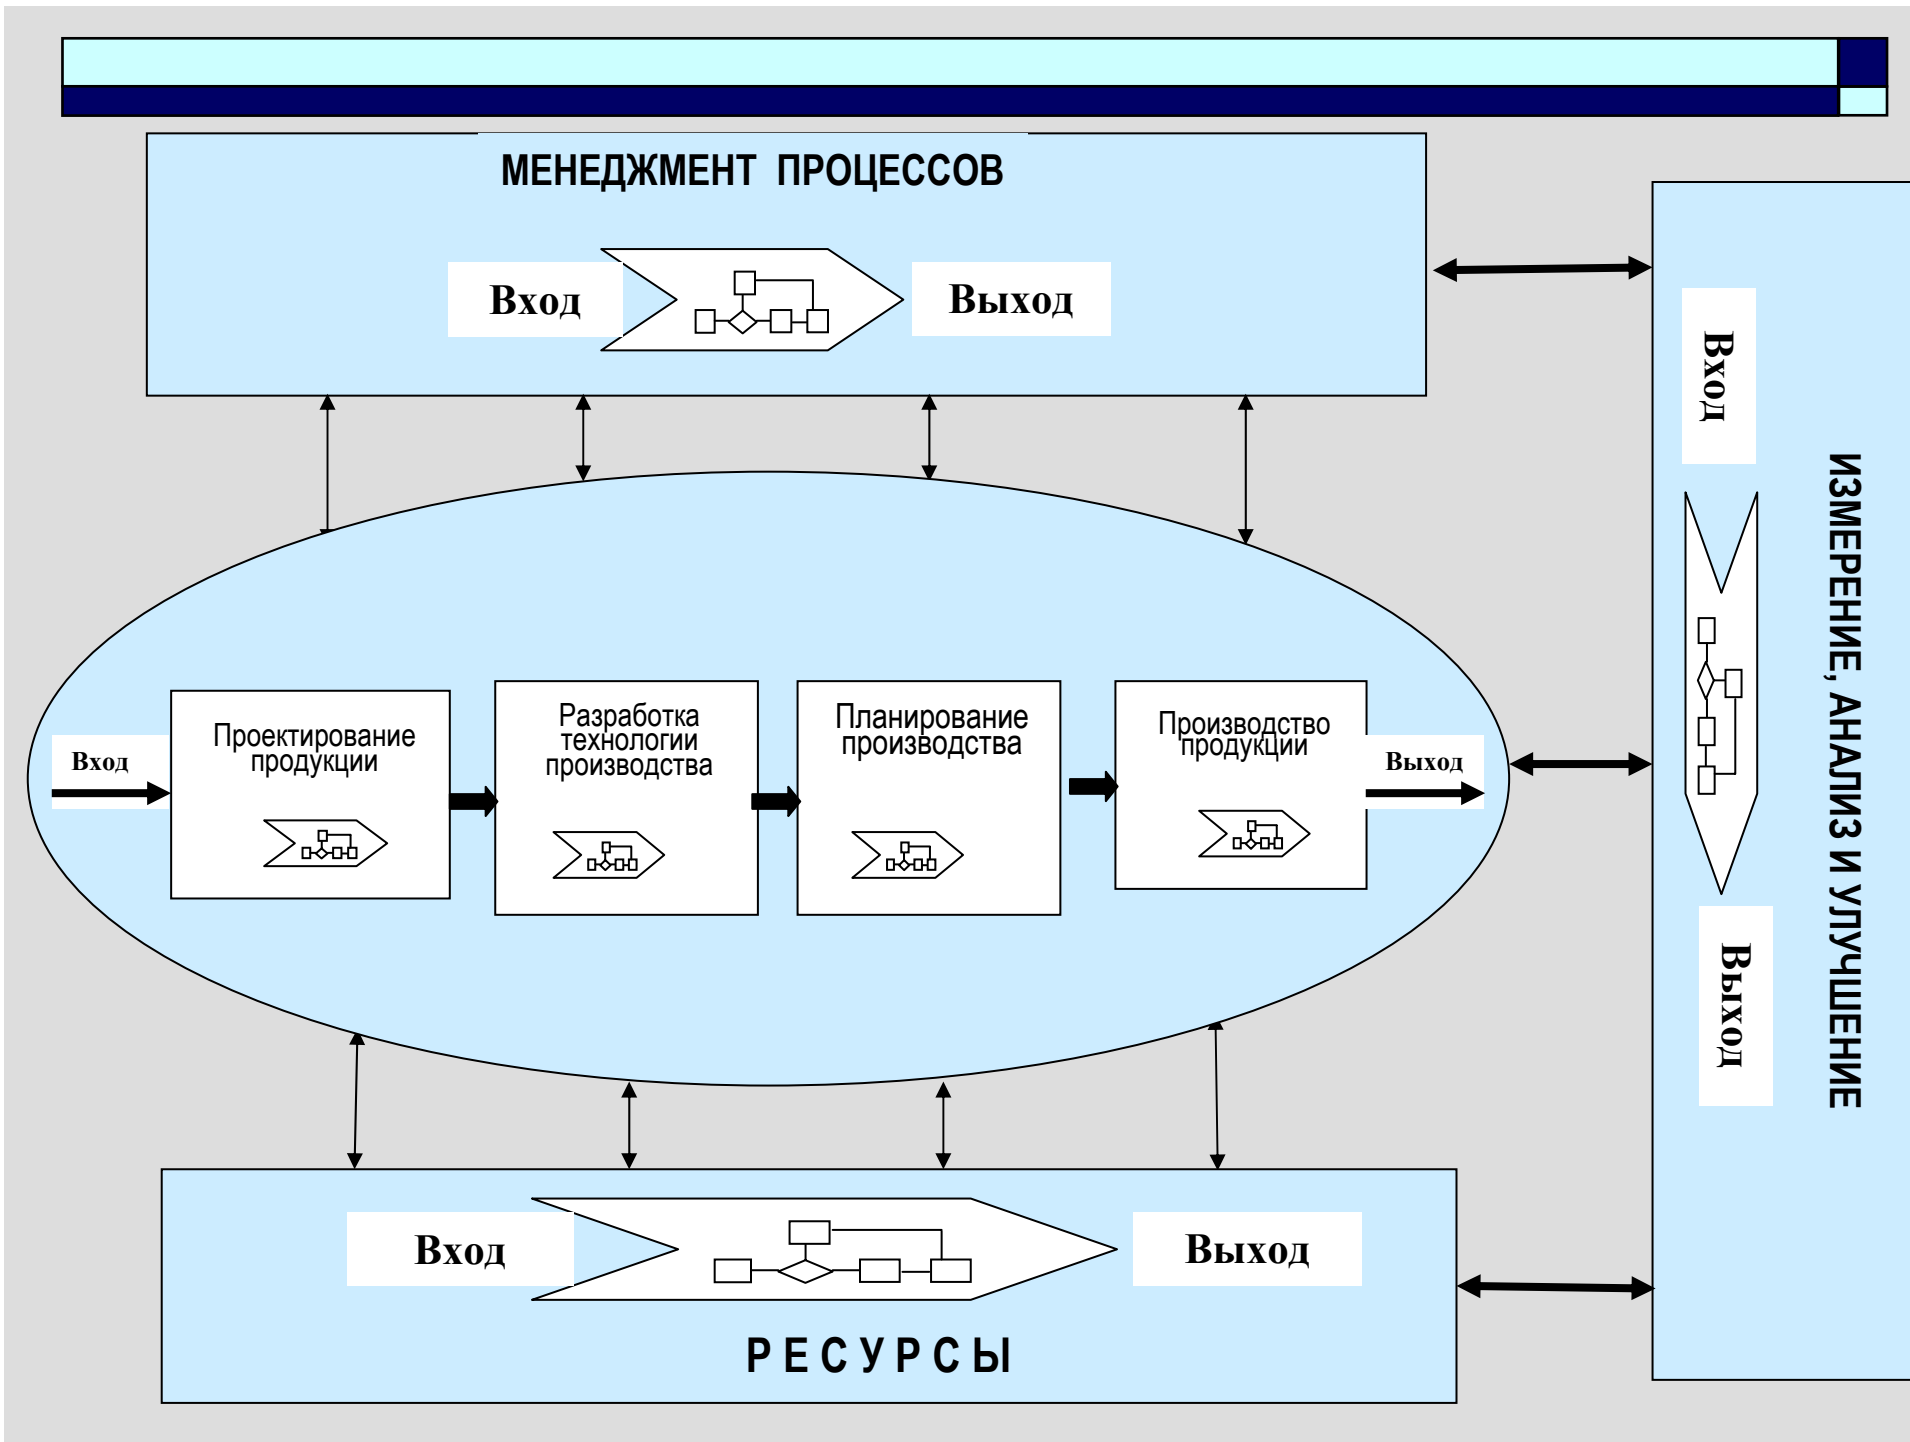 МЕНЕДЖМЕНТ ПРОЦЕССОВ
Вход
Выход
Вход
Проектирование
продукции
Разработка
технологии
производства
Планирование
производства
Производство
продукции
Выход
Вход
Выход
РЕСУРСЫ
Вход
Выход
ИЗМЕРЕНИЕ, АНАЛИЗ И УЛУЧШЕНИЕ